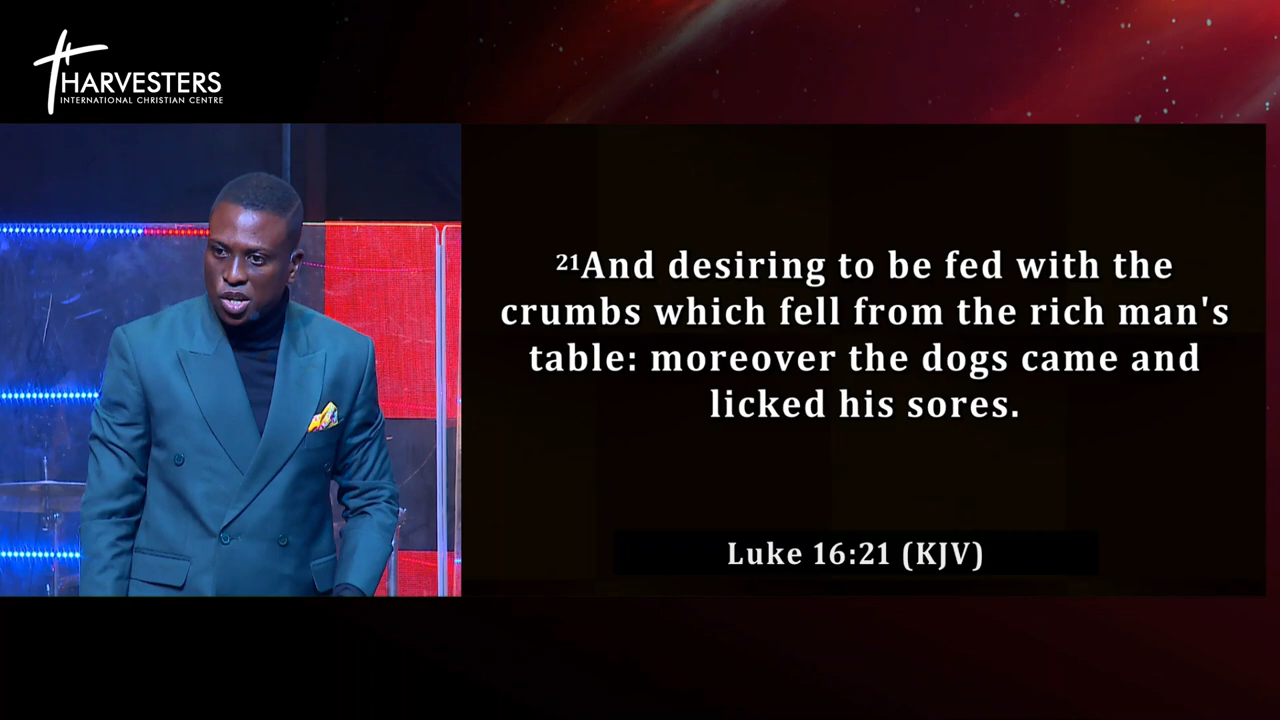 HARVESTERS
INTERNATIONAL CHRISTIAN CENTRE
²¹And desiring to be fed with the
crumbs which fell from the rich man's
table: moreover the dogs came and
licked his sores.
Luke 16:21 (KJV)